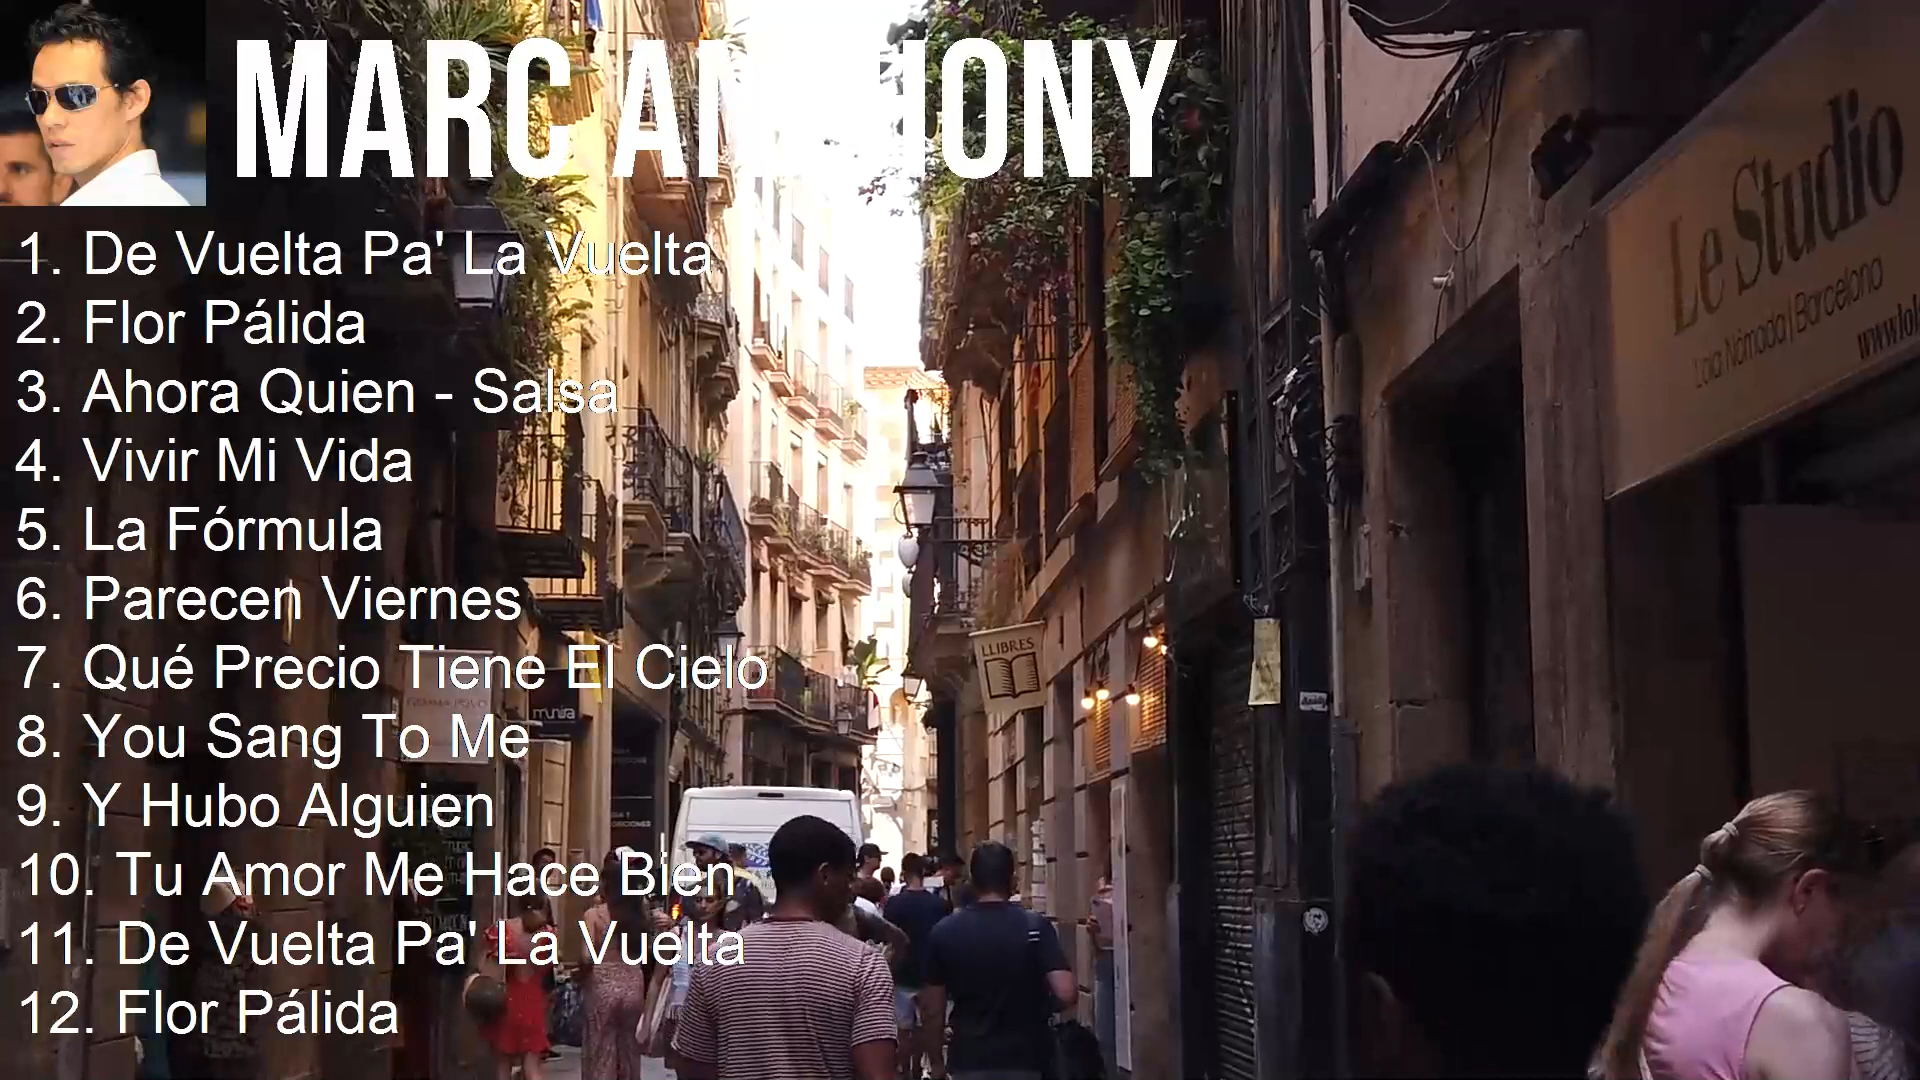 MARC ANTHONY
1. De Vuelta Pa' La Vuelta
2. Flor Pálida
3. Ahora Quien - Salsa
4. Vivir Mi Vida
5. La Fórmula
6. Parecen Viernes
7. Qué Precio Tiene El Cielo
8. You Sang To Me
9. Y Hubo Alguien
10. Tu Amor Me Hace Bien
11. De Vuelta Pa' La Vuelta
12. Flor Pálida
Le Studio
Lola Nómada | Barcelona
LLIBRES
munira